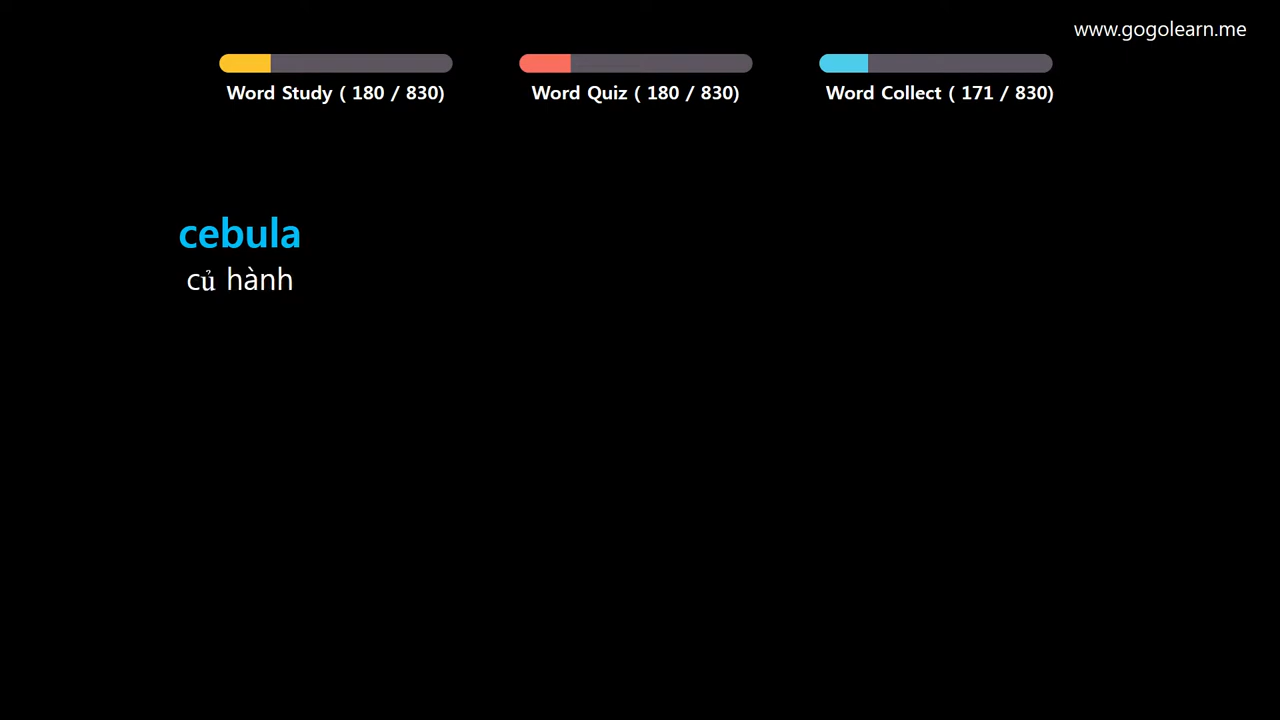 www.gogolearn.me
Word Study ( 180 / 830)
Word Quiz ( 180 / 830)
Word Collect ( 171 / 830)
cebula
củ hành